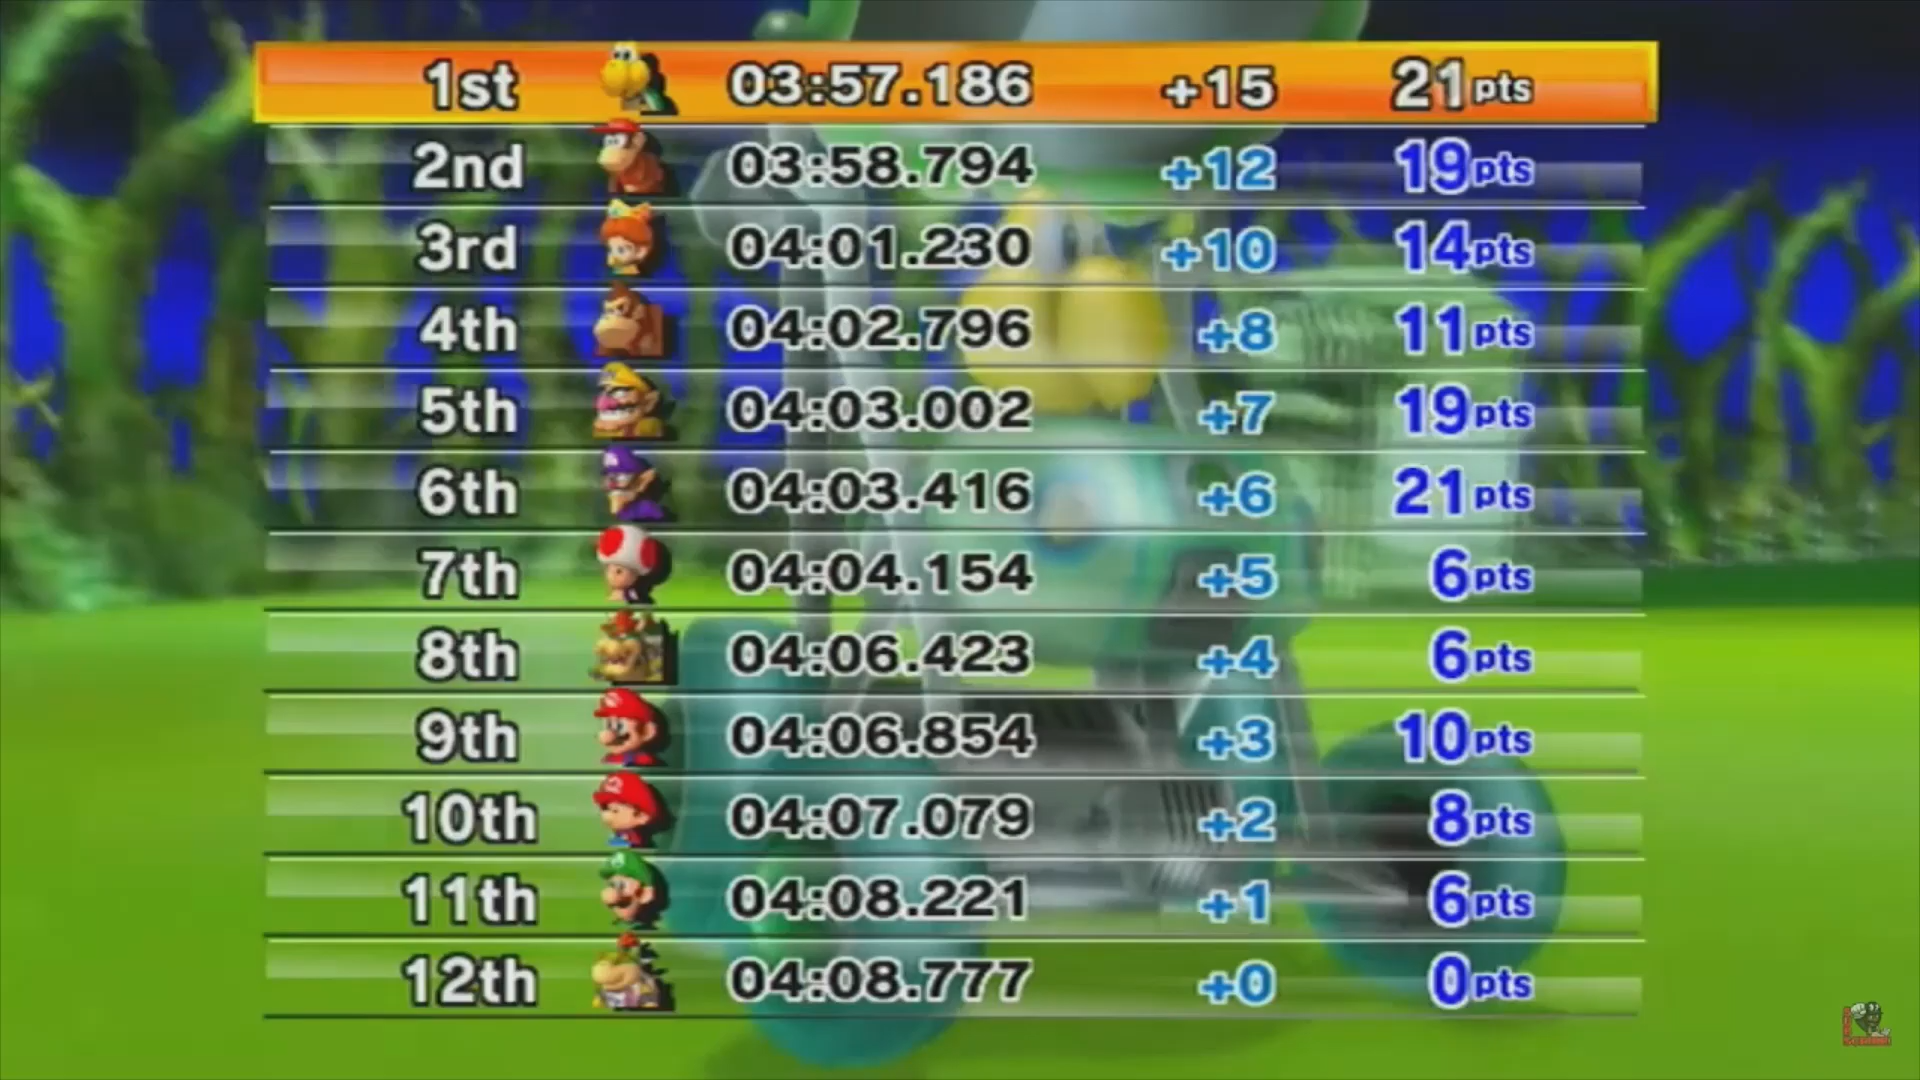 1st 03:57.186 +15 21pts
2nd 03:58.794 +12 19pts
3rd 04:01.230 +10 14pts
4th 04:02.796 +8 11pts
5th 04:03.002 +7 19pts
6th 04:03.416 +6 21pts
7th 04:04.154 +5 6pts
8th 04:06.423 +4 6pts
9th 04:06.854 +3 10pts
10th 04:07.079 +2 8pts
11th 04:08.221 +1 6pts
12th 04:08.777 +0 0pts